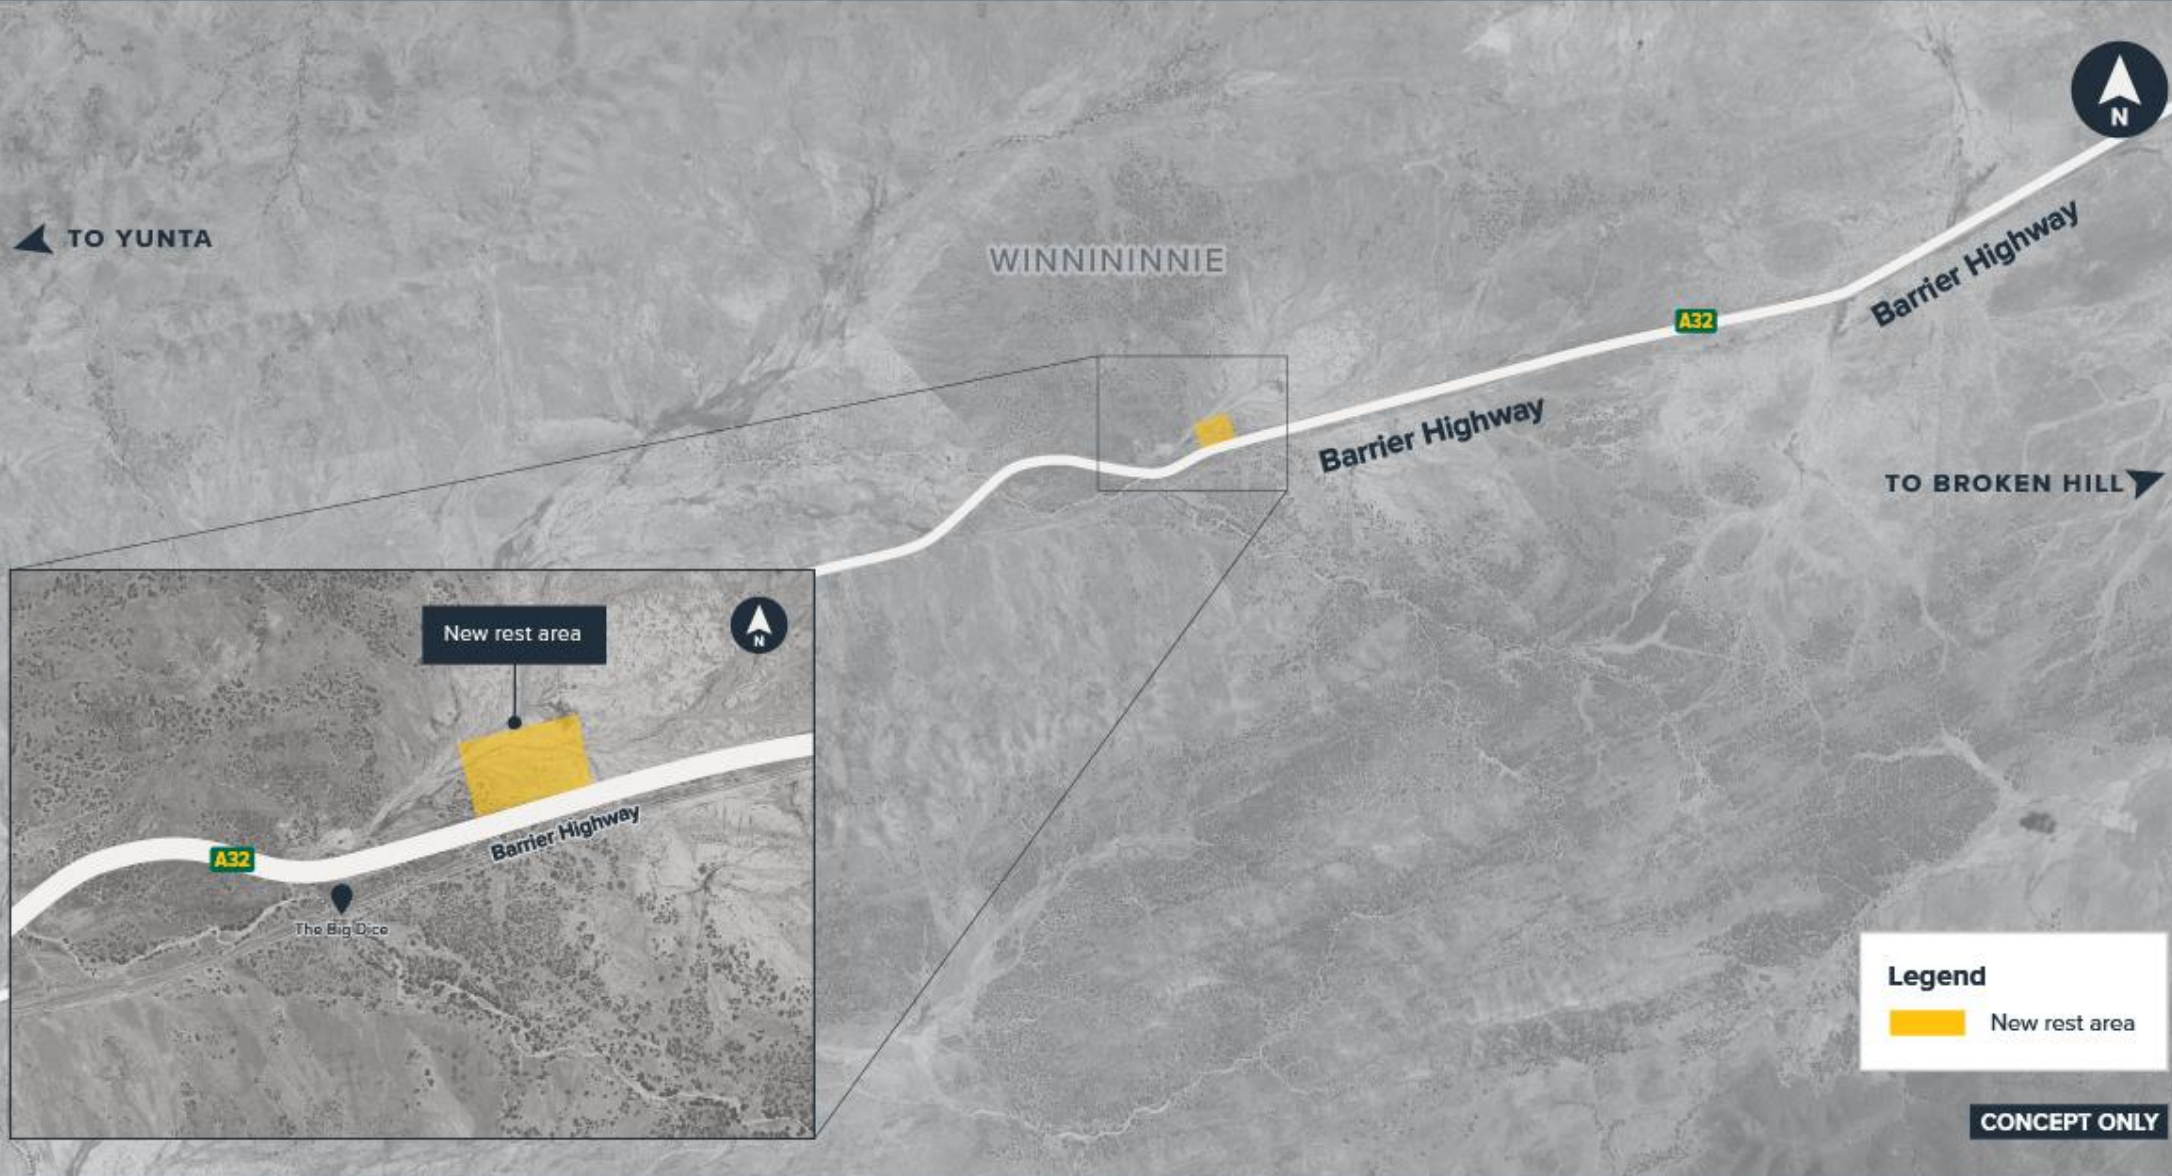 N
TO YUNTA
WINNININNIE
Barrier Highway
A32
Barrier Highway
TO BROKEN HILL
New rest area
N
Barrier Highway
A32
The Big Dice
Legend
New rest area
CONCEPT ONLY